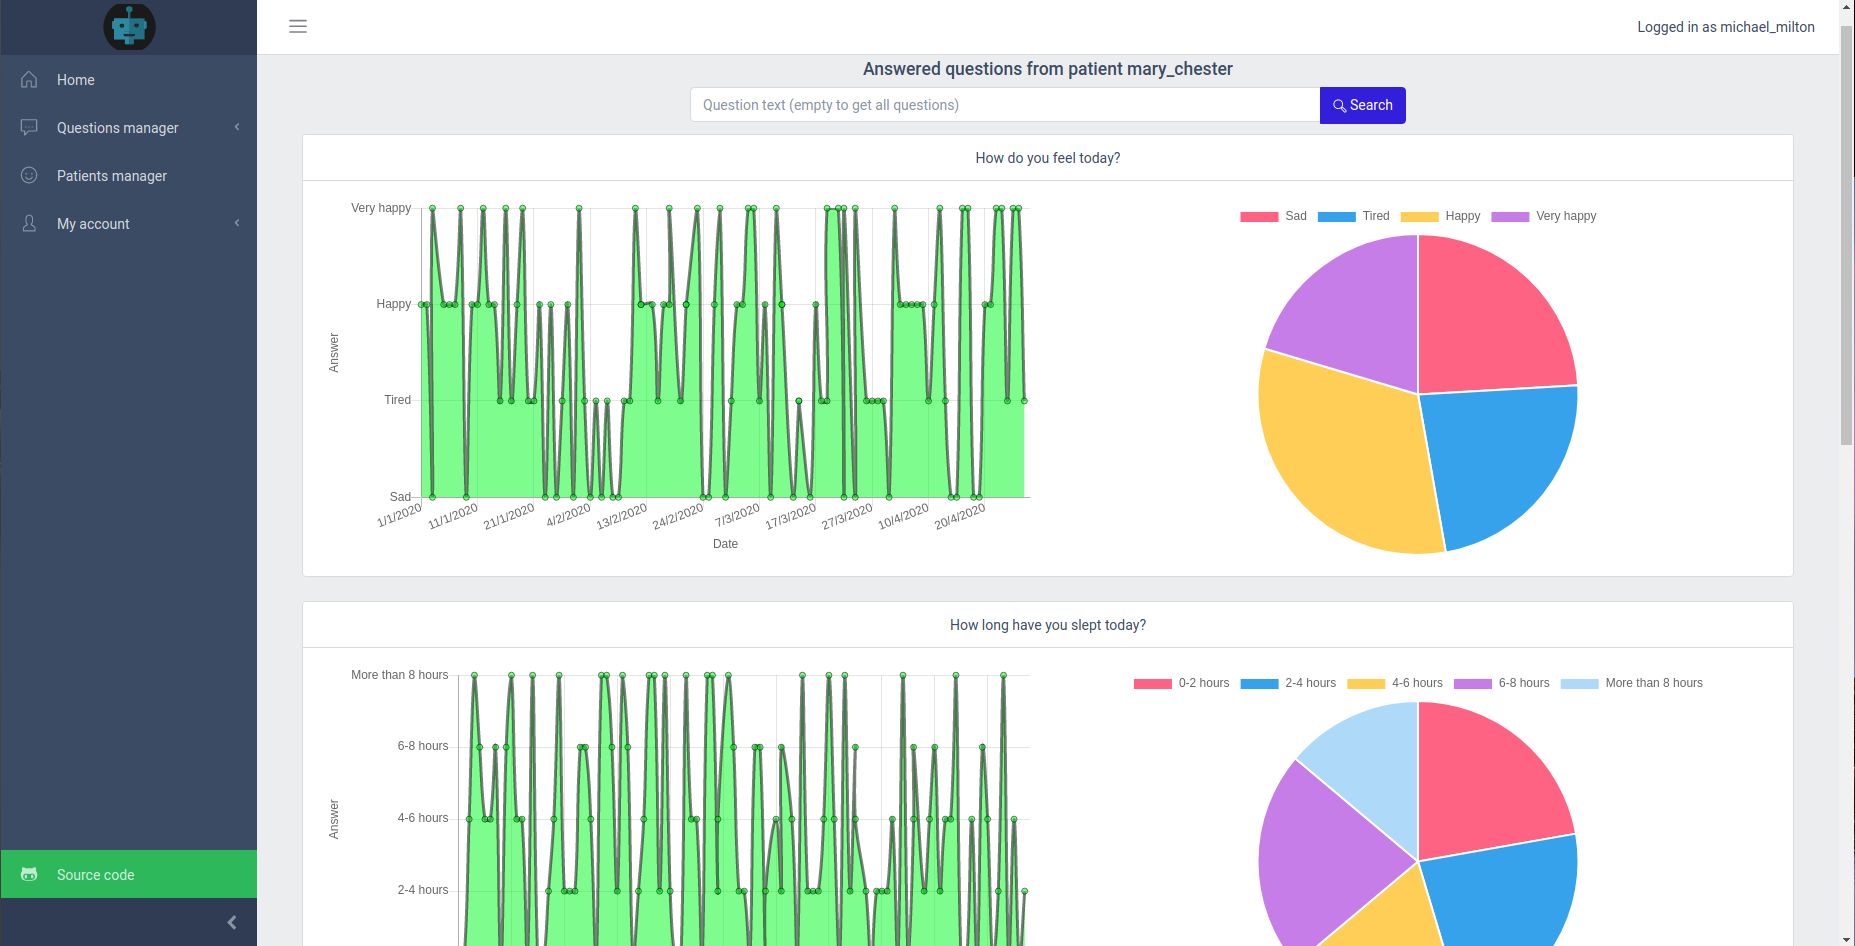 Logged in as michael_milton
Home
Questions manager
Patients manager
My account
Source code
Answered questions from patient mary_chester
Question text (empty to get all questions)
Search
How do you feel today?
Very happy
Happy
Tired
Sad
Answer
1/1/2020 11/1/2020 21/1/2020 4/2/2020 13/2/2020 24/2/2020 7/3/2020 17/3/2020 27/3/2020 10/4/2020 20/4/2020
Date
Sad Tired Happy Very happy
How long have you slept today?
More than 8 hours
6-8 hours
4-6 hours
2-4 hours
Answer
0-2 hours 2-4 hours 4-6 hours 6-8 hours More than 8 hours